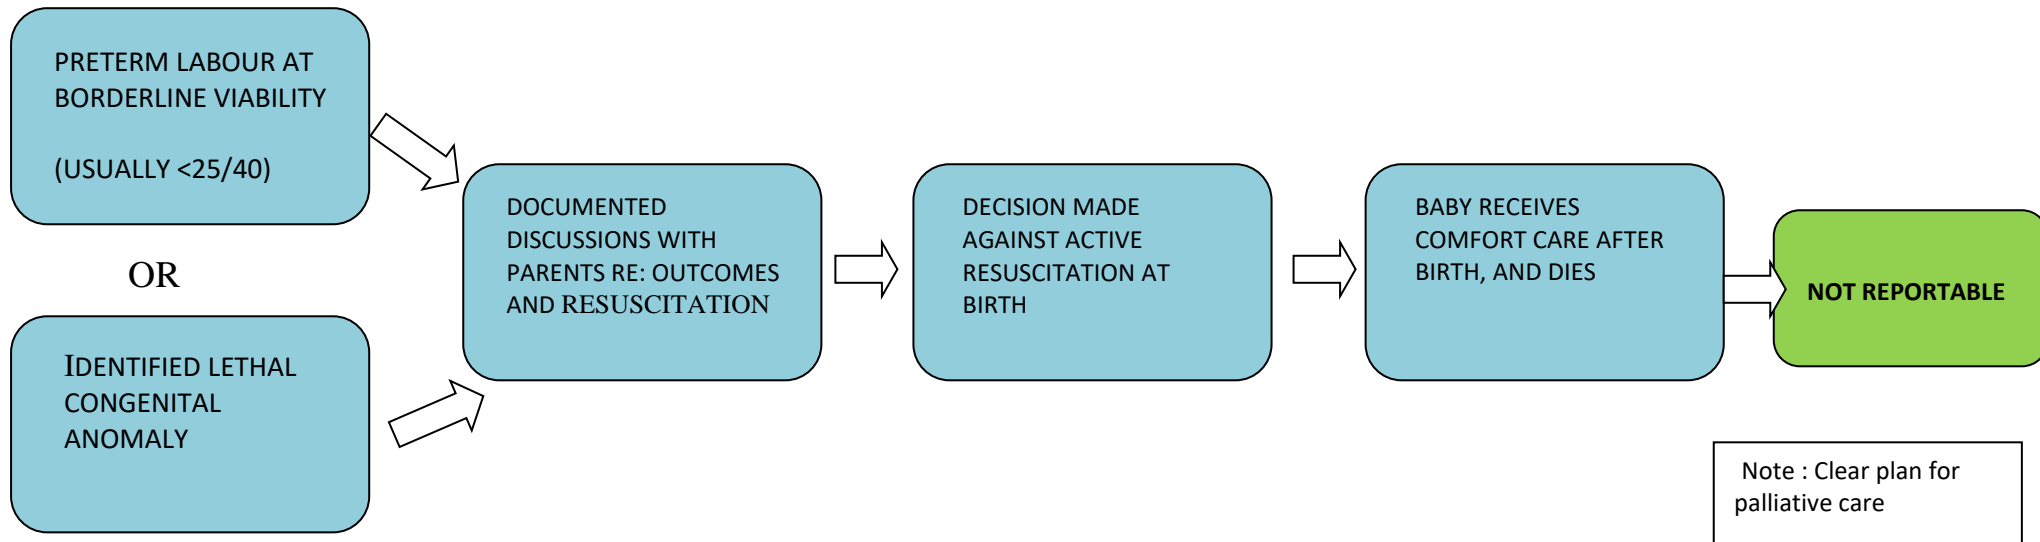 PRETERM LABOUR AT
BORDERLINE VIABILITY
(USUALLY <25/40)
OR
IDENTIFIED LETHAL
CONGENITAL
ANOMALY
DOCUMENTED
DISCUSSIONS WITH
PARENTS RE: OUTCOMES
AND RESUSCITATION
DECISION MADE
AGAINST ACTIVE
RESUSCITATION AT
BIRTH
BABY RECEIVES
COMFORT CARE AFTER
BIRTH, AND DIES
NOT REPORTABLE
Note : Clear plan for
palliative care